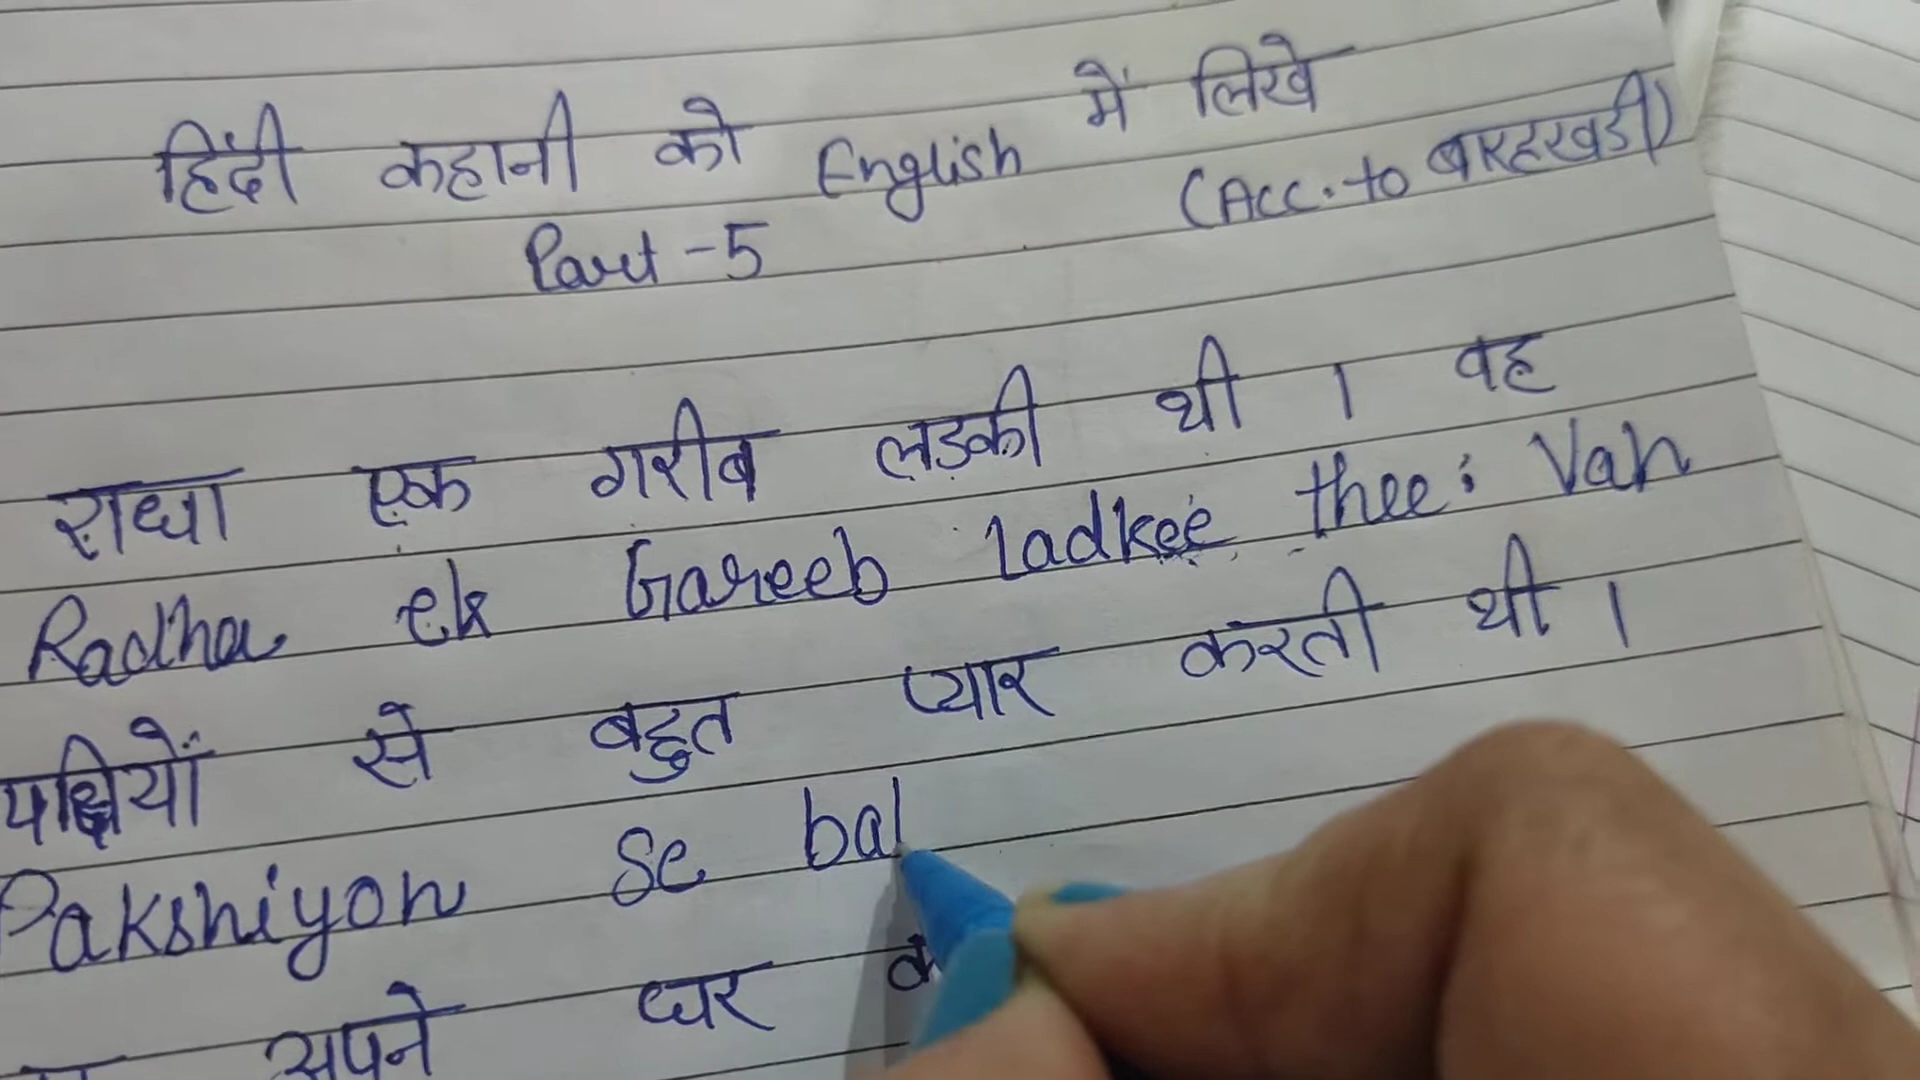 हिंदी कहानी को English में लिखे
(Acc. to बारहखडी)
Part - 5
राधा एक गरीब लड़की थी । वह
Radha ek Gareeb ladkee thee : Vah
पक्षियों से बहुत प्यार करती थी ।
Pakshiyon se bah
अपने घर